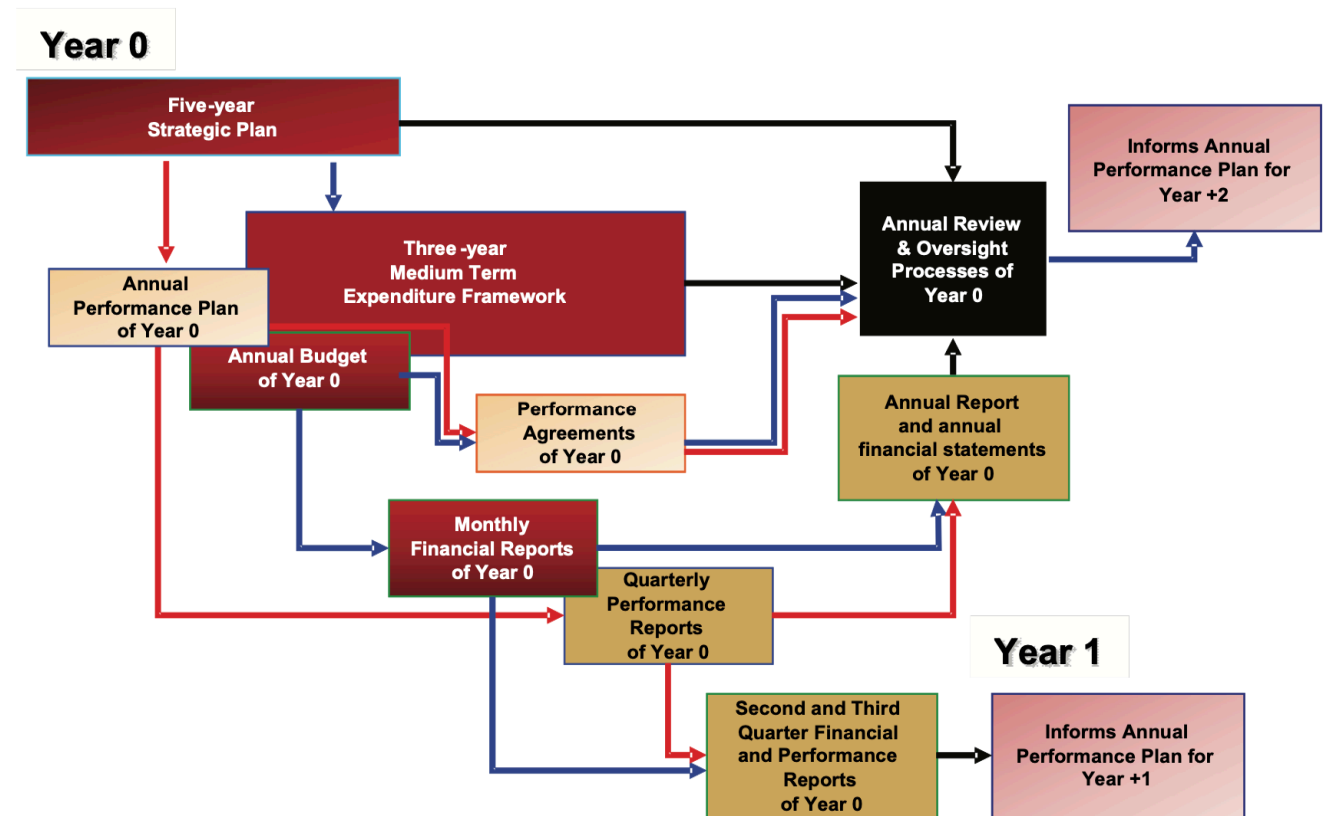 Year 0
Five-year
Strategic Plan
Informs Annual
Performance Plan for
Year +2
Annual Review
& Oversight
Processes of
Year 0
Three -year
Medium Term
Expenditure Framework
Annual
Performance Plan
of Year 0
Annual Budget
of Year 0
Performance
Agreements
of Year 0
Annual Report
and annual
financial statements
of Year 0
Monthly
Financial Reports
of Year 0
Quarterly
Performance
Reports
of Year 0
Year 1
Second and Third
Quarter Financial
and Performance
Reports
of Year 0
Informs Annual
Performance Plan for
Year +1